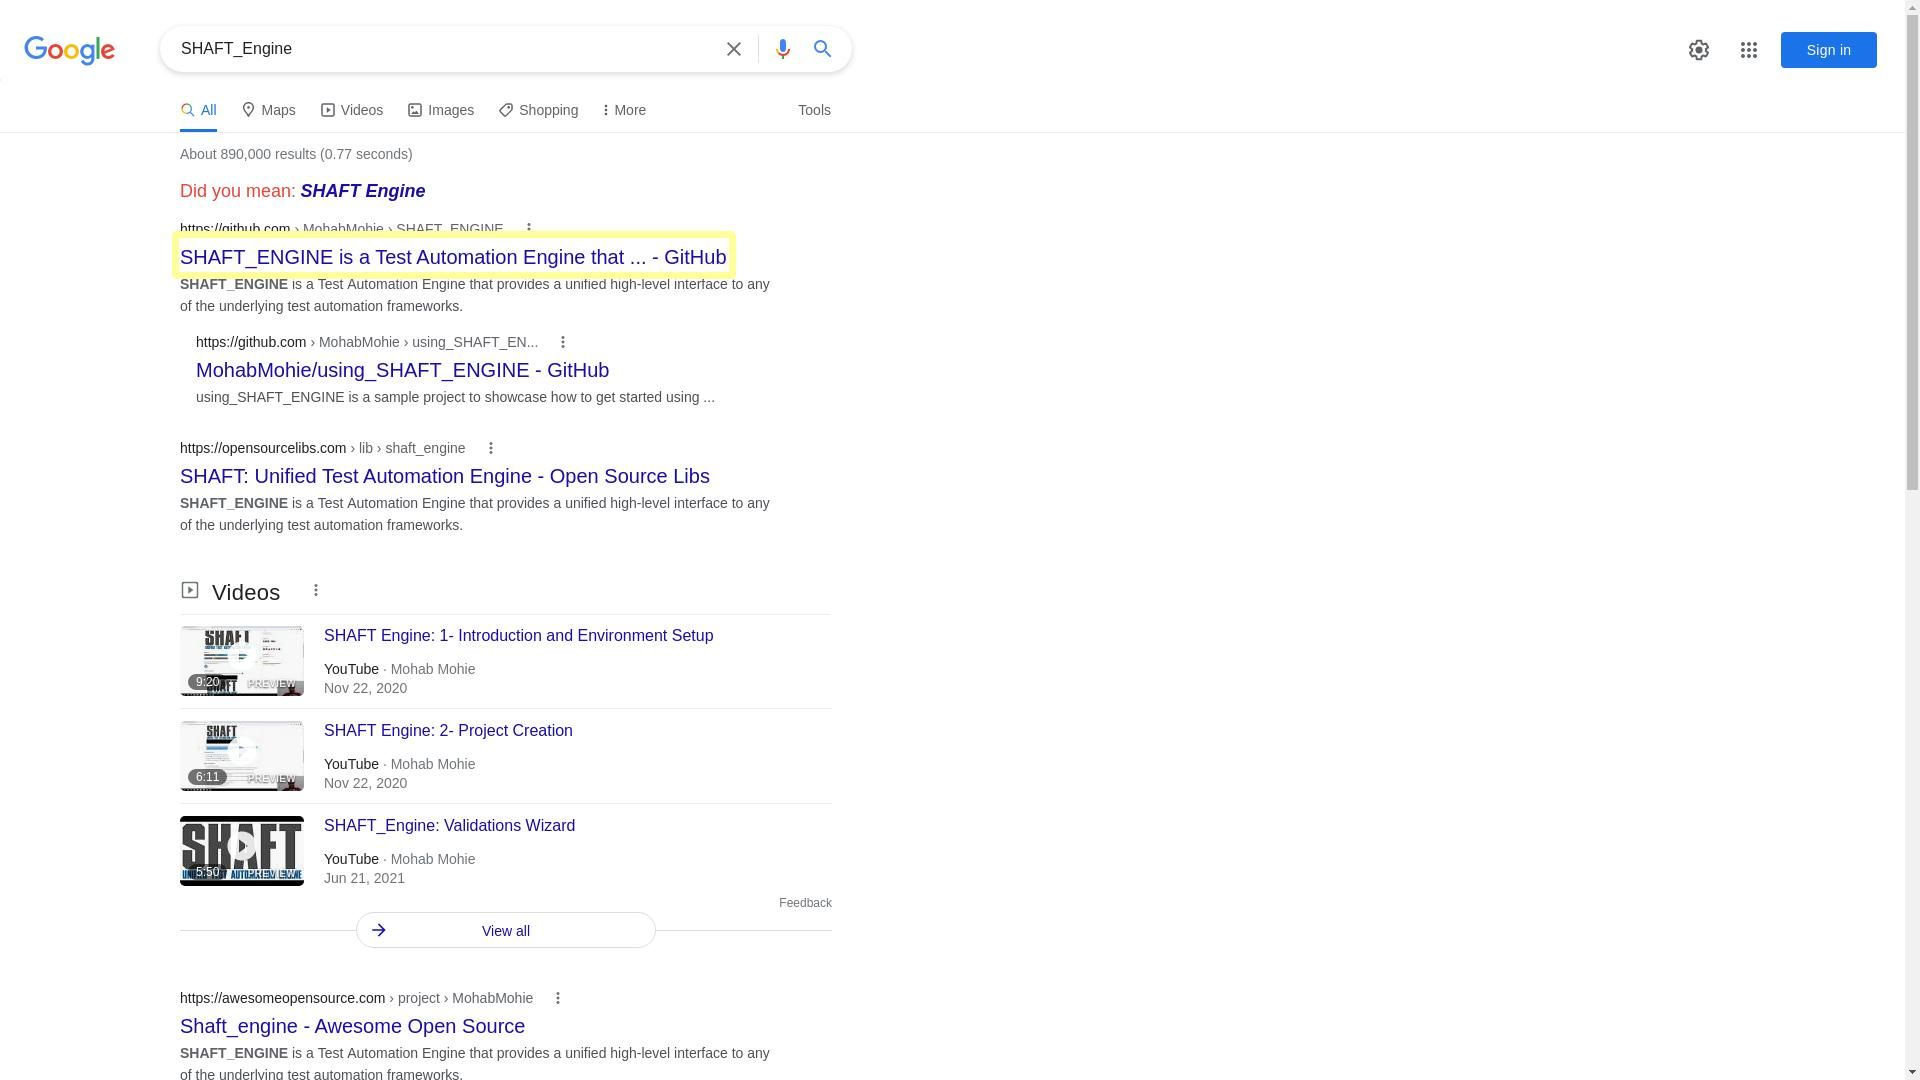 Google
SHAFT_Engine
Sign in
All
Maps
Videos
Images
Shopping
More
Tools
About 890,000 results (0.77 seconds)
Did you mean: SHAFT Engine
https://github.com › MohabMohie › SHAFT_ENGINE
SHAFT_ENGINE is a Test Automation Engine that ... - GitHub
SHAFT_ENGINE is a Test Automation Engine that provides a unified high-level interface to any
of the underlying test automation frameworks.
https://github.com › MohabMohie › using_SHAFT_EN...
MohabMohie/using_SHAFT_ENGINE - GitHub
using_SHAFT_ENGINE is a sample project to showcase how to get started using ...
https://opensourcelibs.com › lib › shaft_engine
SHAFT: Unified Test Automation Engine - Open Source Libs
SHAFT_ENGINE is a Test Automation Engine that provides a unified high-level interface to any
of the underlying test automation frameworks.
Videos
SHAFT
9:20
PREVIEW
SHAFT Engine: 1- Introduction and Environment Setup
YouTube · Mohab Mohie
Nov 22, 2020
SHAFT
6:11
PREVIEW
SHAFT Engine: 2- Project Creation
YouTube · Mohab Mohie
Nov 22, 2020
SHAFT
5:50
PREVIEW
SHAFT_Engine: Validations Wizard
YouTube · Mohab Mohie
Jun 21, 2021
Feedback
View all
https://awesomeopensource.com › project › MohabMohie
Shaft_engine - Awesome Open Source
SHAFT_ENGINE is a Test Automation Engine that provides a unified high-level interface to any
of the underlying test automation frameworks.